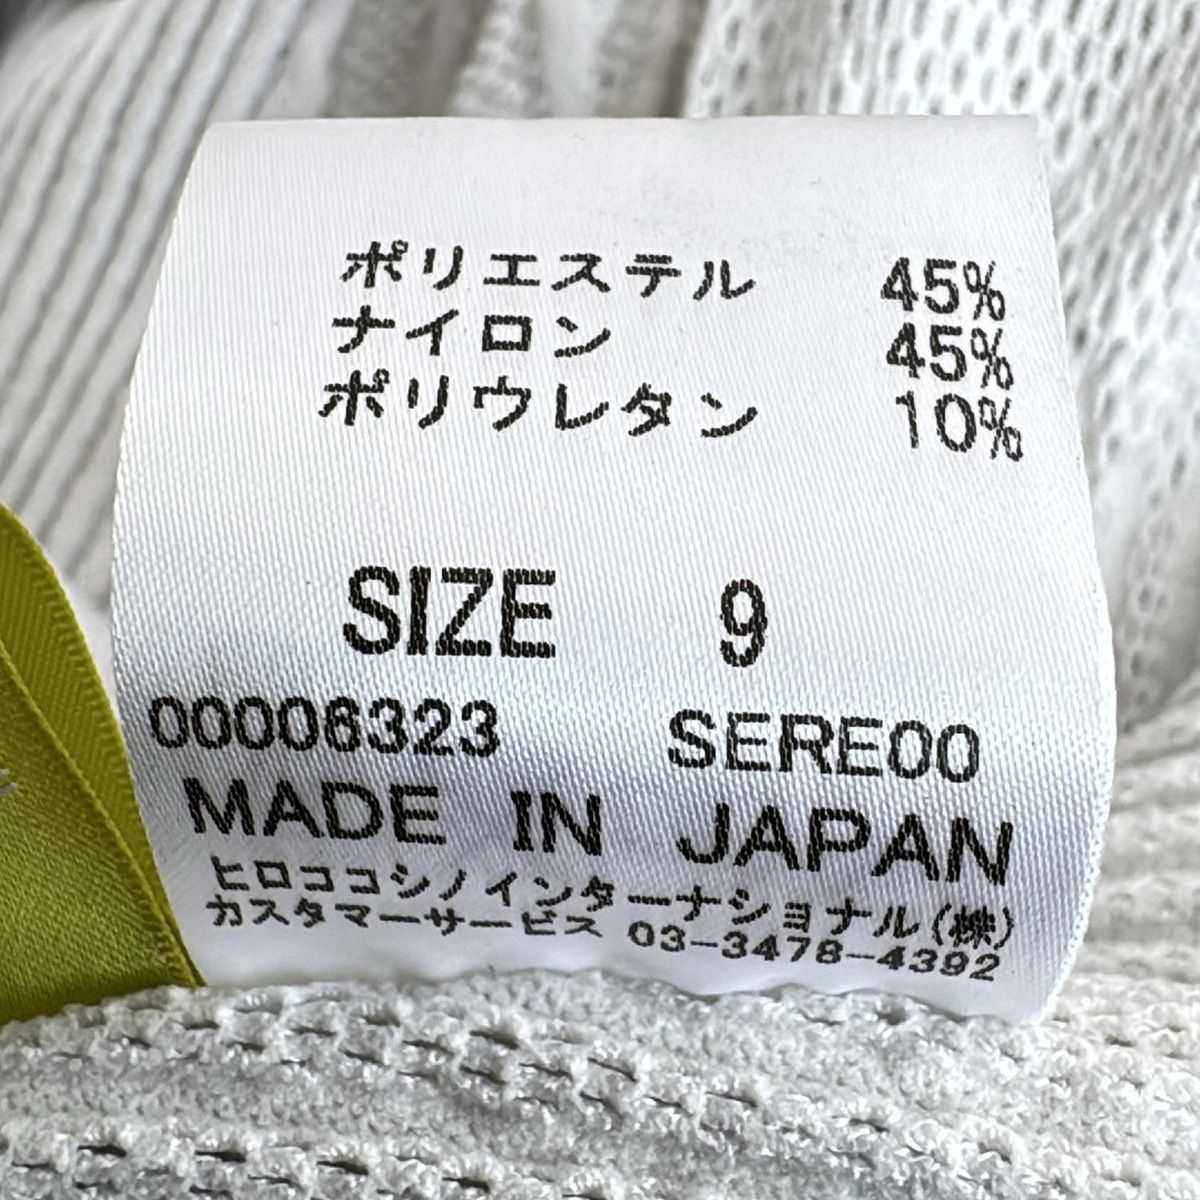 ポリエステル 45%
ナイロン 45%
ポリウレタン 10%
SIZE 9
00006323 SERE00
MADE IN JAPAN
ヒロココシノインターナショナル(株)
カスタマーサービス 03-3478-4392